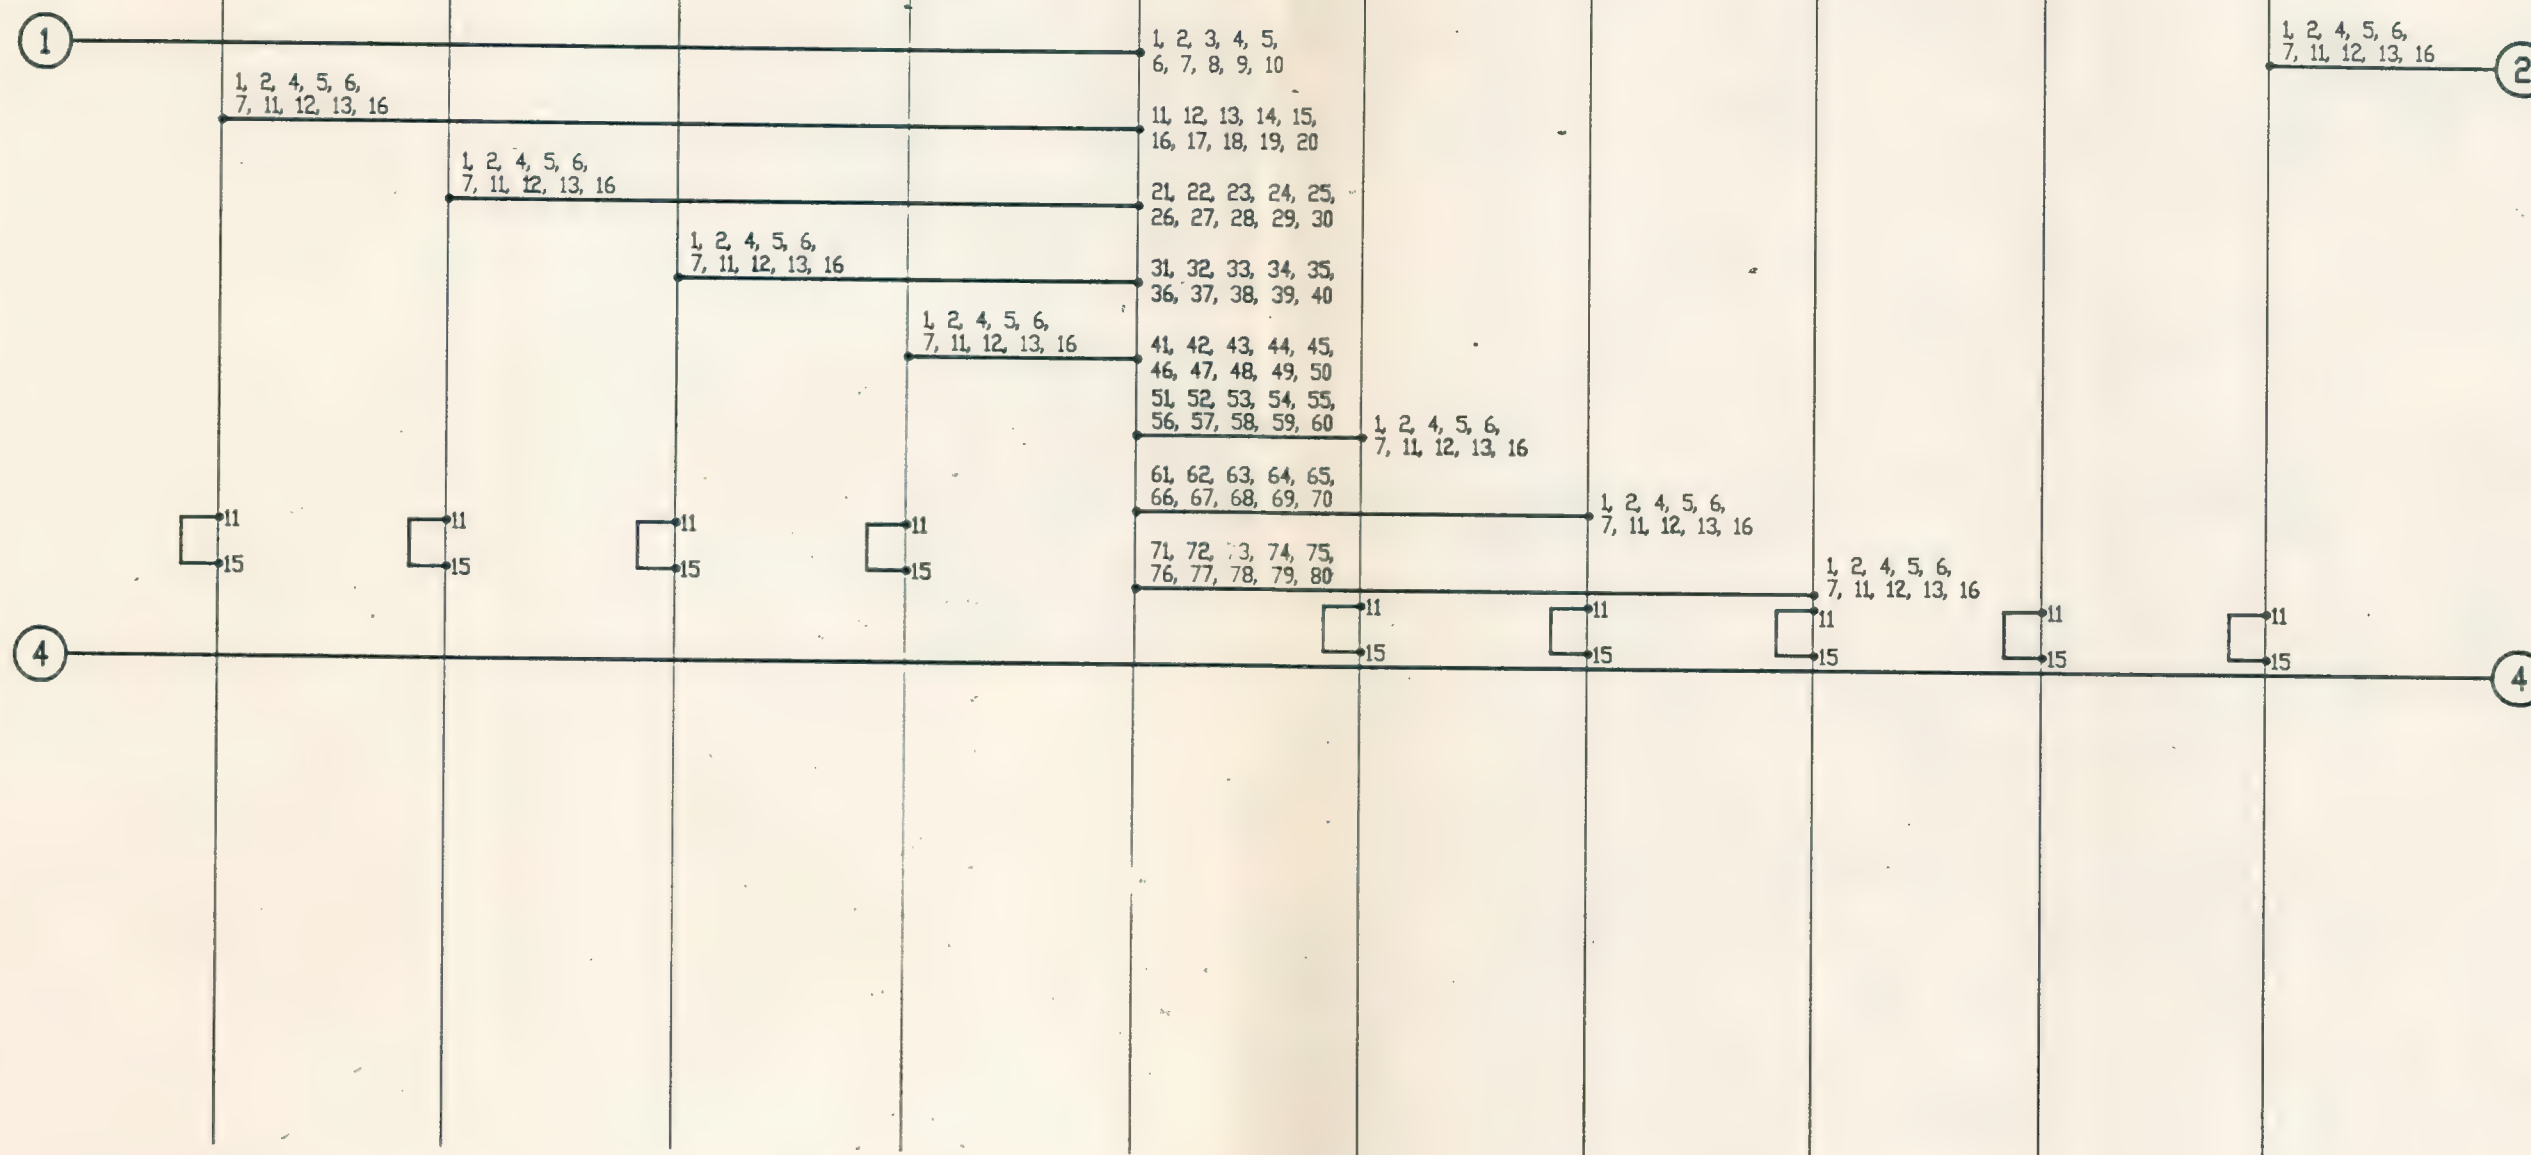 1
1, 2, 3, 4, 5,
6, 7, 8, 9, 10
1, 2, 4, 5, 6,
7, 11, 12, 13, 16
2
1, 2, 4, 5, 6,
7, 11, 12, 13, 16
11, 12, 13, 14, 15,
16, 17, 18, 19, 20
1, 2, 4, 5, 6,
7, 11, 12, 13, 16
21, 22, 23, 24, 25,
26, 27, 28, 29, 30
1, 2, 4, 5, 6,
7, 11, 12, 13, 16
31, 32, 33, 34, 35,
36, 37, 38, 39, 40
1, 2, 4, 5, 6,
7, 11, 12, 13, 16
41, 42, 43, 44, 45,
46, 47, 48, 49, 50
51, 52, 53, 54, 55,
56, 57, 58, 59, 60
1, 2, 4, 5, 6,
7, 11, 12, 13, 16
61, 62, 63, 64, 65,
66, 67, 68, 69, 70
1, 2, 4, 5, 6,
7, 11, 12, 13, 16
71, 72, 73, 74, 75,
76, 77, 78, 79, 80
1, 2, 4, 5, 6,
7, 11, 12, 13, 16
11
15
11
15
11
15
11
15
11
15
11
15
11
15
11
15
11
15
4
4